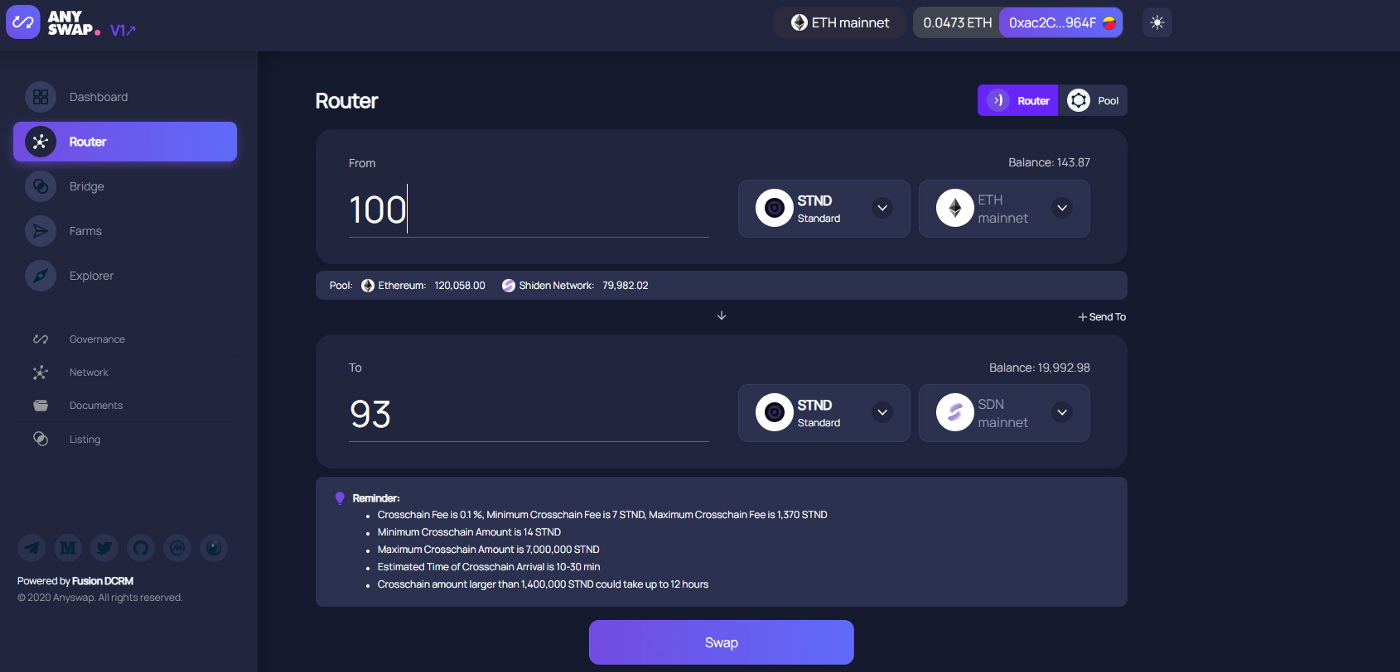 ANY
SWAP.
V1↗
ETH mainnet
0.0473 ETH
0xac2C...964F
Dashboard
Router
Bridge
Farms
Explorer
Governance
Network
Documents
Listing
Powered by Fusion DCRM
© 2020 Anyswap. All rights reserved.
Router
Router
Pool
From
Balance: 143.87
100
STND
Standard
ETH
mainnet
Pool: Ethereum: 120,058.00 Shiden Network: 79,982.02
+ Send To
To
Balance: 19,992.98
93
STND
Standard
SDN
mainnet
Reminder:
Crosschain Fee is 0.1 %, Minimum Crosschain Fee is 7 STND, Maximum Crosschain Fee is 1,370 STND
Minimum Crosschain Amount is 14 STND
Maximum Crosschain Amount is 7,000,000 STND
Estimated Time of Crosschain Arrival is 10-30 min
Crosschain amount larger than 1,400,000 STND could take up to 12 hours
Swap